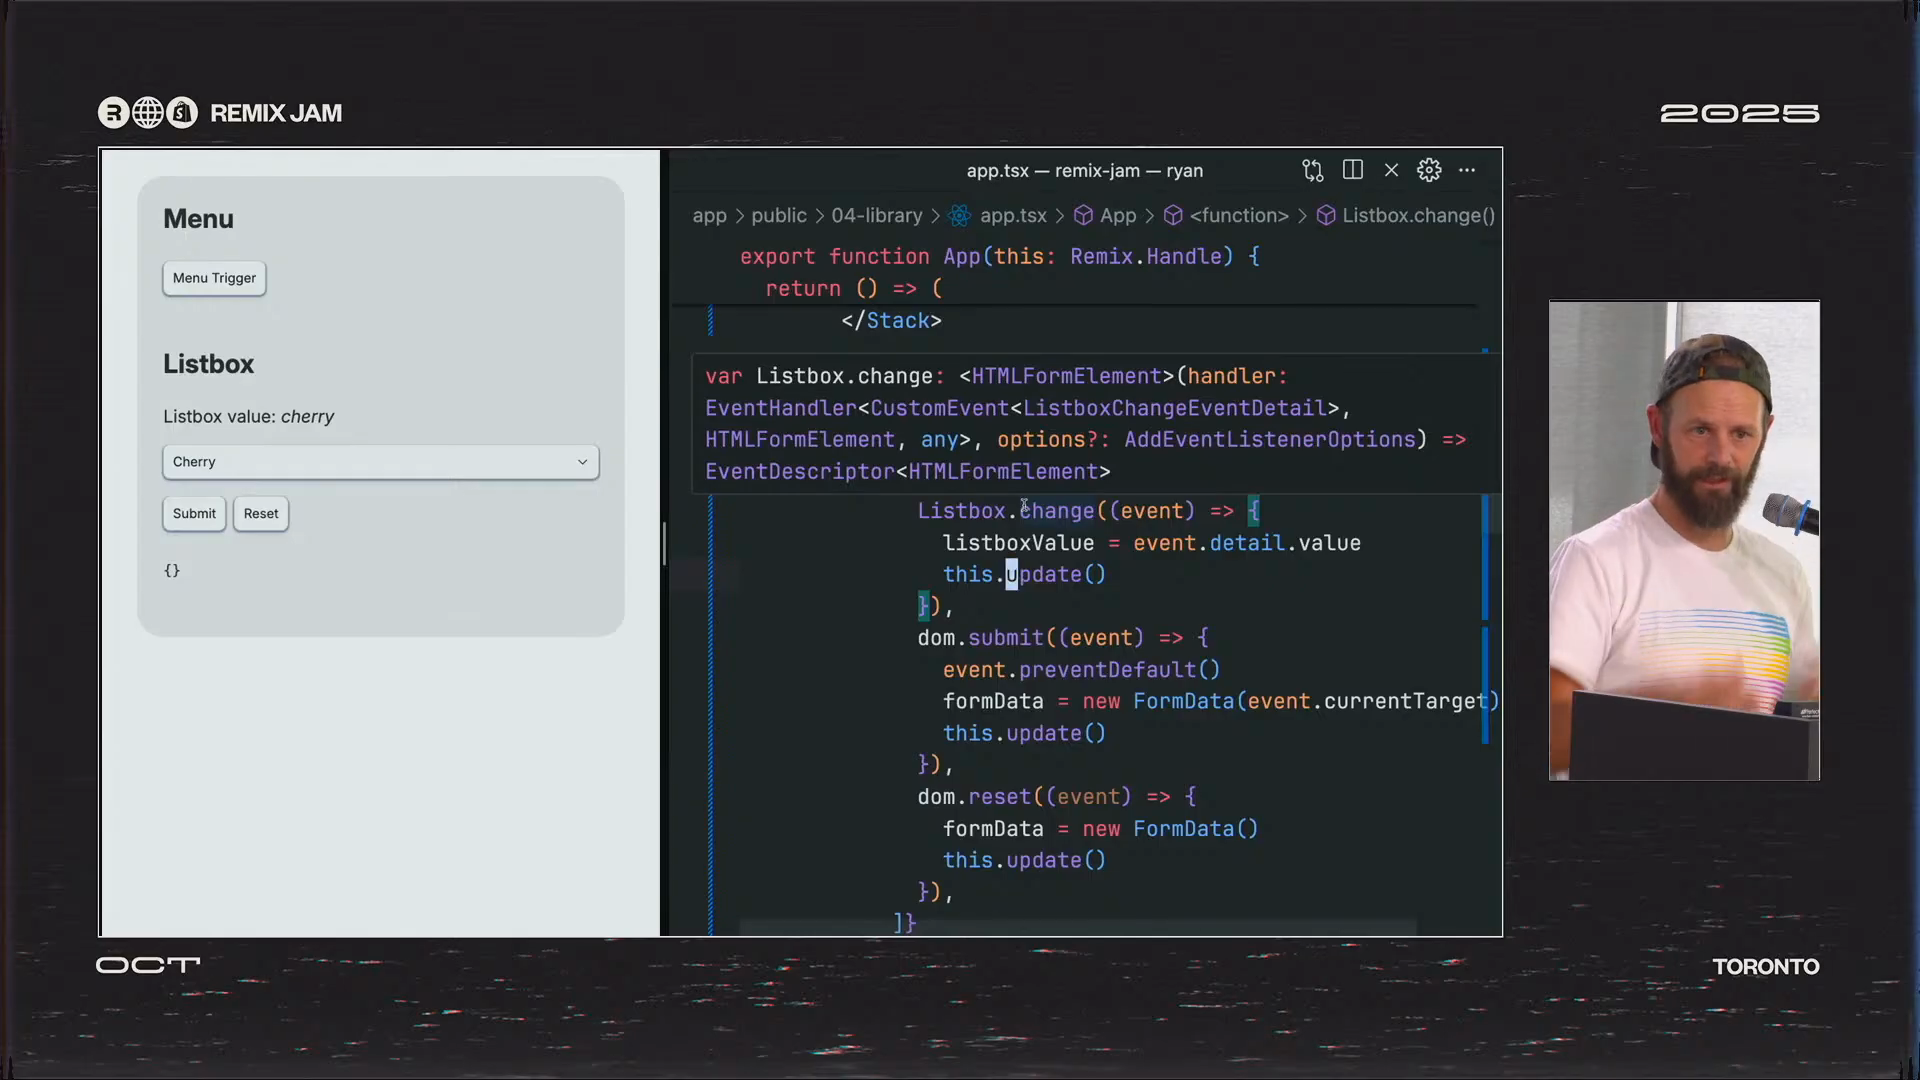 REMIX JAM
2025
Menu
Menu Trigger
Listbox
Listbox value: cherry
Cherry
Submit
Reset
{}
app.tsx — remix-jam — ryan
app > public > 04-library > app.tsx > App > <function> > Listbox.change()
export function App(this: Remix.Handle) {
return () => (
</Stack>
var Listbox.change: <HTMLFormElement>(handler:
EventHandler<CustomEvent<ListboxChangeEventDetail>,
HTMLFormElement, any>, options?: AddEventListenerOptions) =>
EventDescriptor<HTMLFormElement>
Listbox.change((event) => {
listboxValue = event.detail.value
this.update()
}),
dom.submit((event) => {
event.preventDefault()
formData = new FormData(event.currentTarget)
this.update()
}),
dom.reset((event) => {
formData = new FormData()
this.update()
}),
]}
OCT
TORONTO